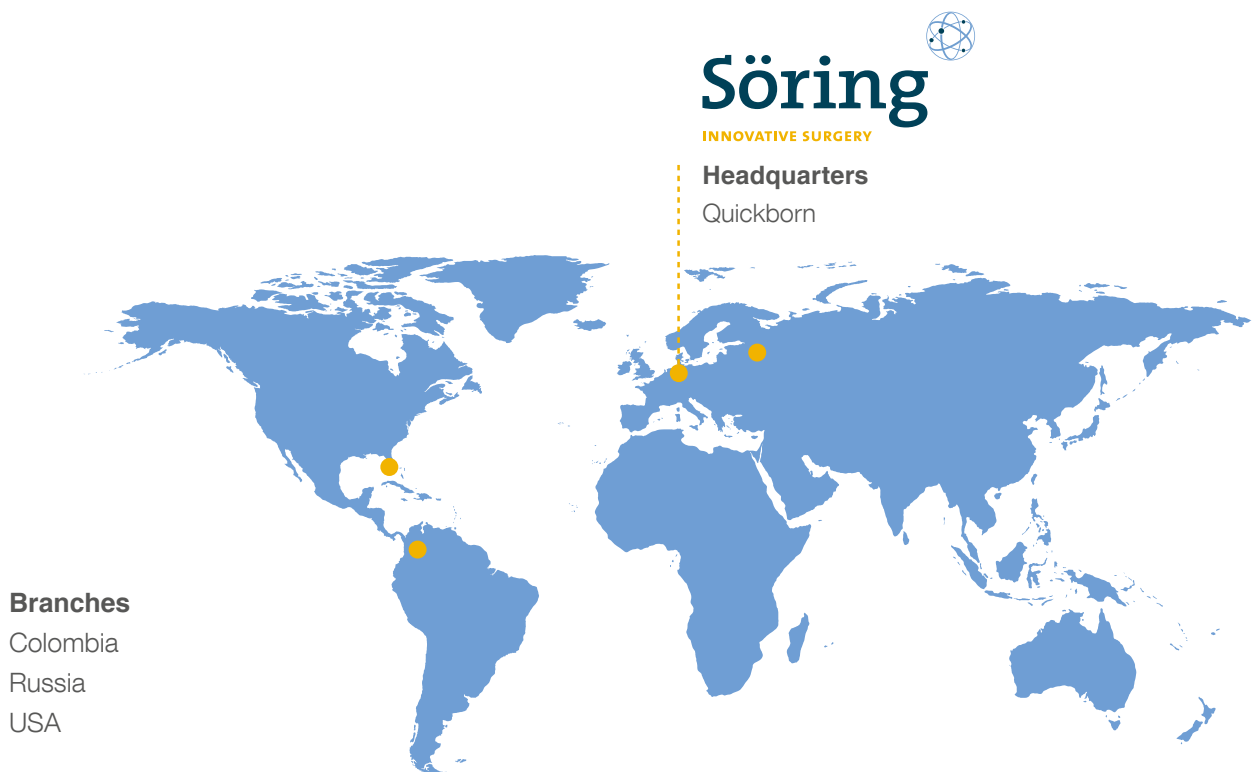 Söring
INNOVATIVE SURGERY
Headquarters
Quickborn
Branches
Colombia
Russia
USA